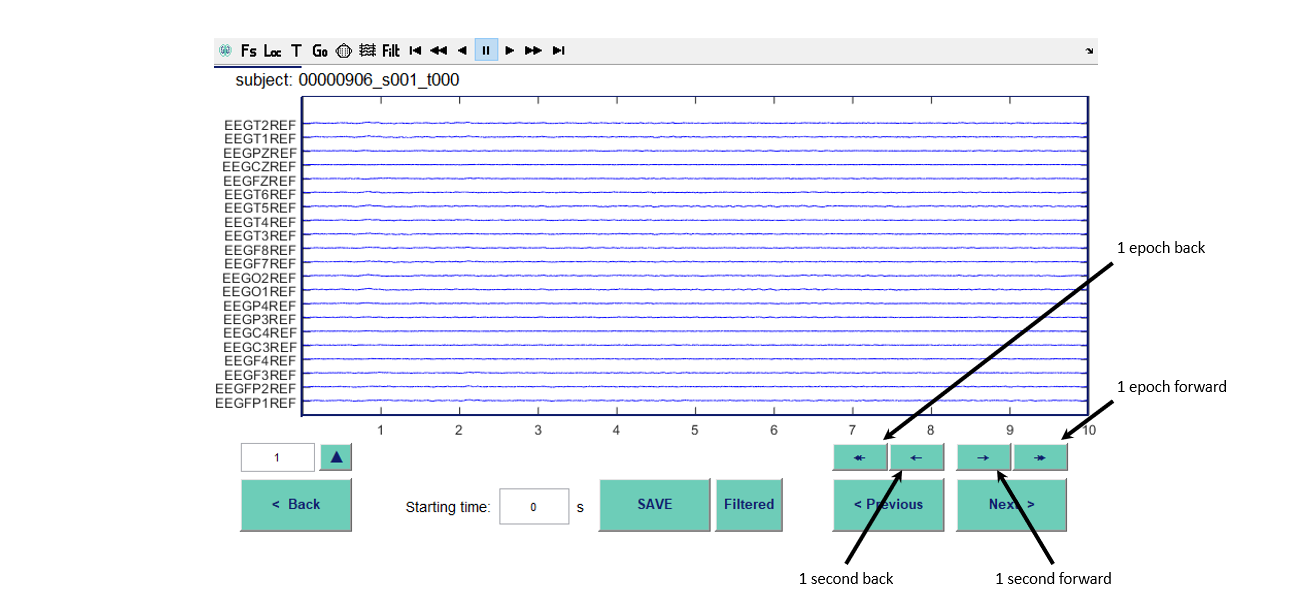 Fs Loc T Go Filt
subject: 00000906_s001_t000
EEGT2REF
EEGT1REF
EEGPZREF
EEGCZREF
EEGFZREF
EEGT6REF
EEGT5REF
EEGT4REF
EEGT3REF
EEGF8REF
EEGF7REF
EEGO2REF
EEGO1REF
EEGP4REF
EEGP3REF
EEGC4REF
EEGC3REF
EEGF4REF
EEGF3REF
EEGFP2REF
EEGFP1REF
1 2 3 4 5 6 7 8 9 10
1 epoch back
1 epoch forward
1
< Back
Starting time: 0 s
SAVE
Filtered
< Previous
Next >
1 second back
1 second forward